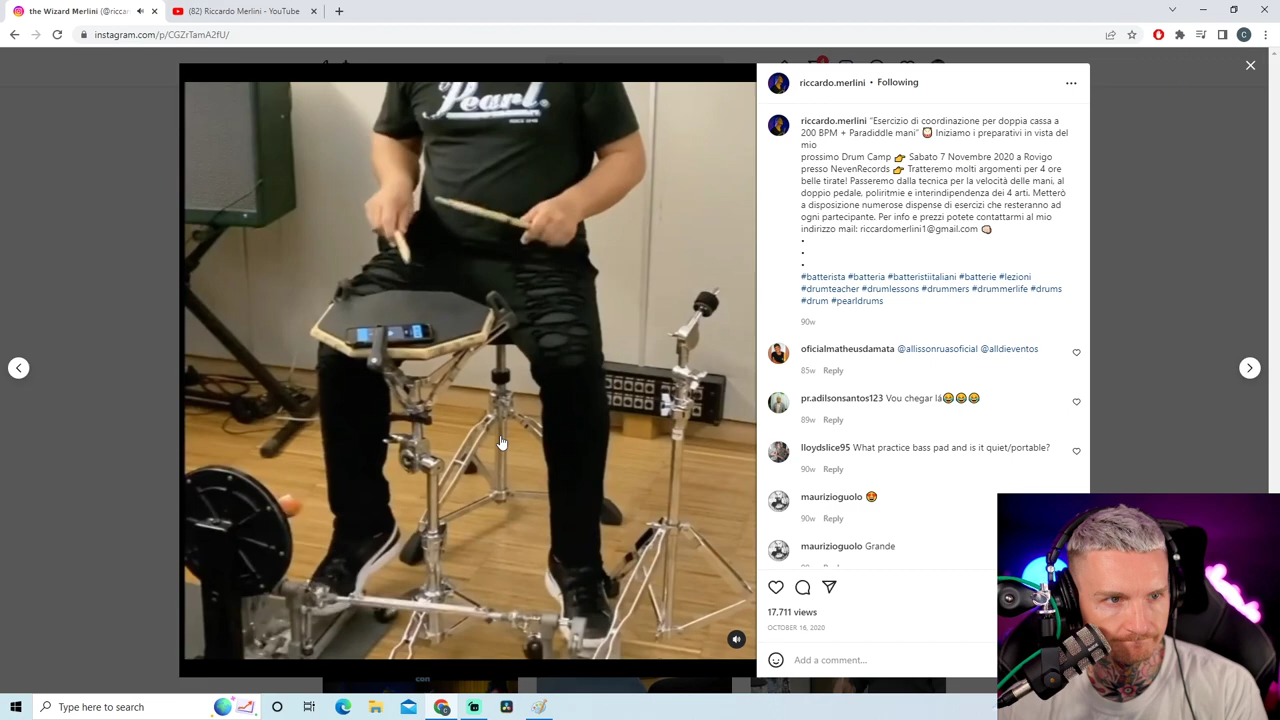 the Wizard Merlini (@riccar
(82) Riccardo Merlini - YouTube
instagram.com/p/CGZrTamA2fU/
C
Pearl.
riccardo.merlini • Following
riccardo.merlini "Esercizio di coordinazione per doppia cassa a
200 BPM + Paradiddle mani" Iniziamo i preparativi in vista del
mio
prossimo Drum Camp 👉 Sabato 7 Novembre 2020 a Rovigo
presso NevenRecords 👉 Tratteremo molti argomenti per 4 ore
belle tirate! Passeremo dalla tecnica per la velocità delle mani, al
doppio pedale, poliritmie e interindipendenza dei 4 arti. Metterò
a disposizione numerose dispense di esercizi che resteranno ad
ogni partecipante. Per info e prezzi potete contattarmi al mio
indirizzo mail: riccardomerlini1@gmail.com
•
•
•
#batterista #batteria #batteristiitaliani #batterie #lezioni
#drumteacher #drumlessons #drummers #drummerlife #drums
#drum #pearldrums
90w
oficialmatheusdamata @allissonruasoficial @alldieventos
85w Reply
pr.adilsonsantos123 Vou chegar lá😂😂😂
89w Reply
lloydslice95 What practice bass pad and is it quiet/portable?
90w Reply
maurizioguolo 😍
90w Reply
maurizioguolo Grande
17,711 views
OCTOBER 16, 2020
Add a comment...
con
Type here to search